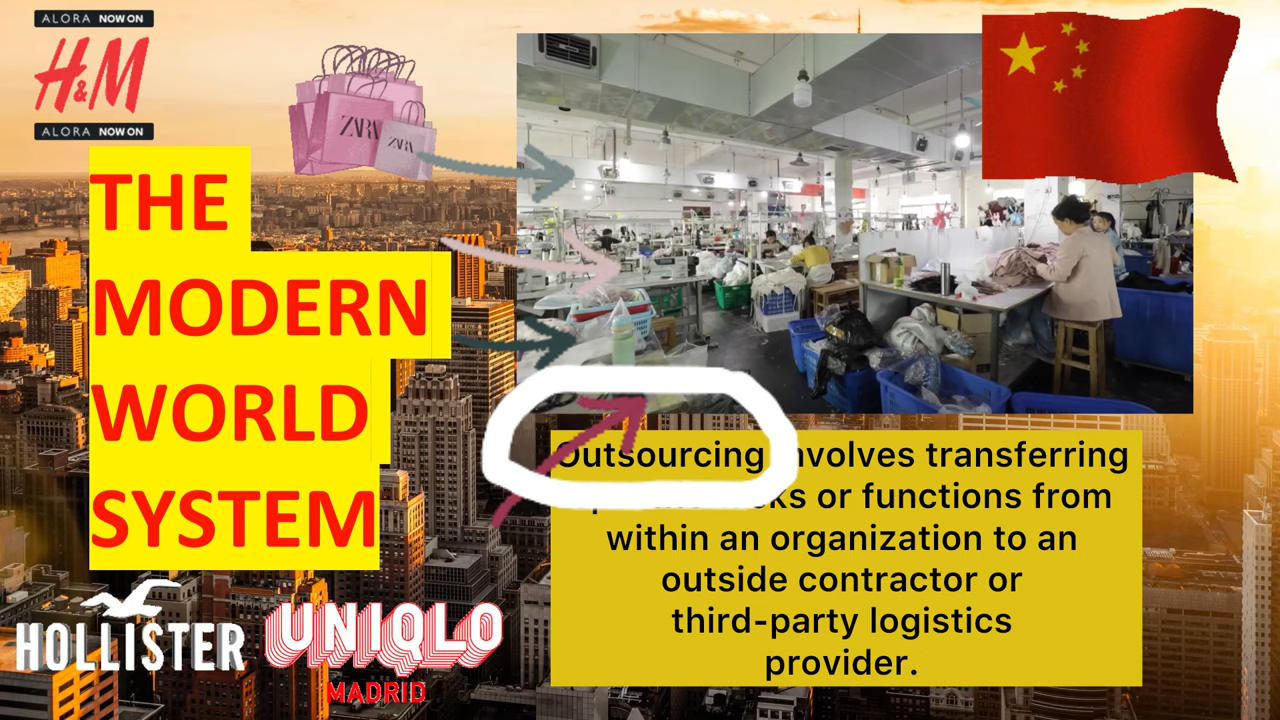 ALORA NOW ON
H&M
ALORA NOW ON
ZARA
ZARA
THE
MODERN
WORLD
SYSTEM
HOLLISTER
UNIQLO
MADRID
Outsourcing involves transferring
or functions from
within an organization to an
outside contractor or
third-party logistics
provider.